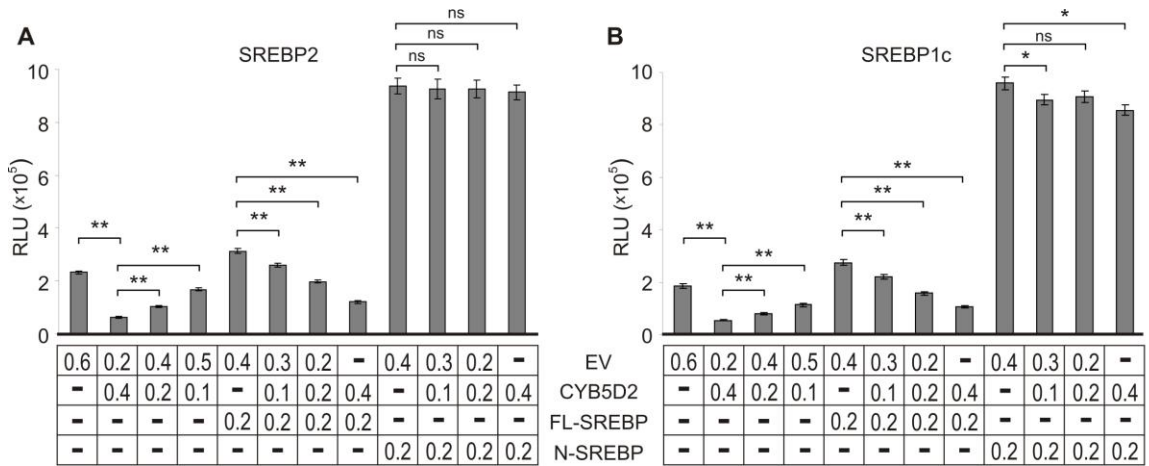 A
SREBP2
RLU (×10⁵)
10
8
6
4
2
0
**
**
**
**
**
**
ns
ns
ns
B
SREBP1c
RLU (×10⁵)
10
8
6
4
2
0
**
**
**
**
**
**
*
ns
*
0.6 0.2 0.4 0.5 0.4 0.3 0.2 - 0.4 0.3 0.2 - EV 0.6 0.2 0.4 0.5 0.4 0.3 0.2 - 0.4 0.3 0.2 -
- 0.4 0.2 0.1 - 0.1 0.2 0.4 - 0.1 0.2 0.4 CYB5D2 - 0.4 0.2 0.1 - 0.1 0.2 0.4 - 0.1 0.2 0.4
- - - - 0.2 0.2 0.2 0.2 - - - - FL-SREBP - - - - 0.2 0.2 0.2 0.2 - - - -
- - - - - - - - 0.2 0.2 0.2 0.2 N-SREBP - - - - - - - - 0.2 0.2 0.2 0.2